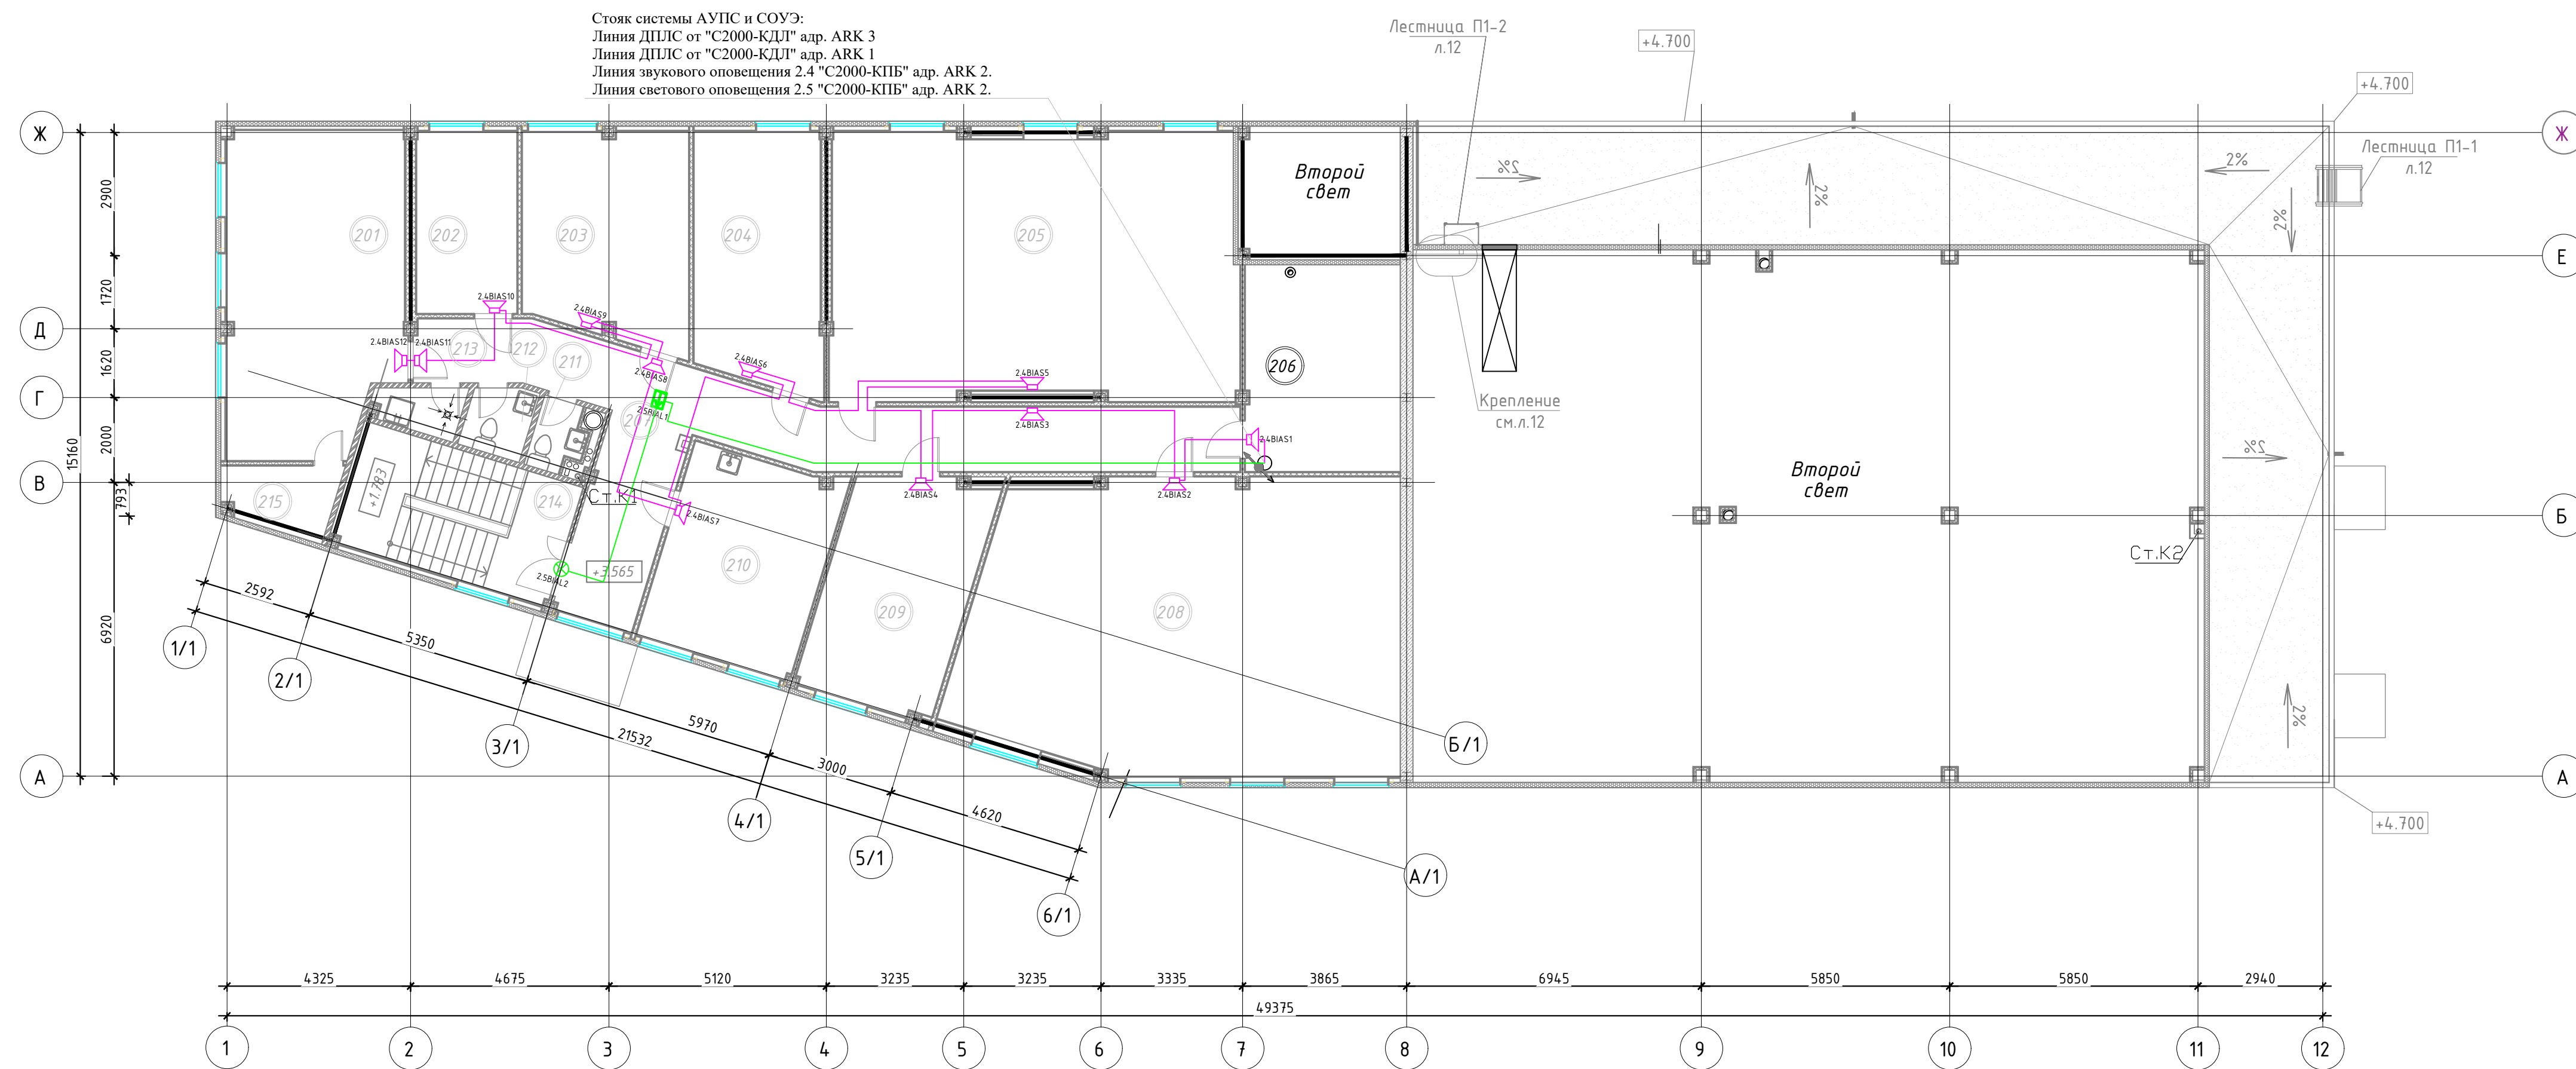 Стояк системы АУПС и СОУЭ:
Линия ДПЛС от "С2000-КДЛ" адр. ARK 3
Линия ДПЛС от "С2000-КДЛ" адр. ARK 1
Линия звукового оповещения 2.4 "С2000-КПБ" адр. ARK 2.
Линия светового оповещения 2.5 "С2000-КПБ" адр. ARK 2.
Лестница П1-2
л.12
+4.700
+4.700
Ж
Ж
Лестница П1-1
л.12
Второй
свет
2%
2%
2%
2%
2900
201
202
203
204
205
Е
1720
2.4BIAS10
2.4BIAS9
Д
2.4BIAS12
2.4BIAS11
213
212
211
2.4BIAS8
2.4BIAS6
2.4BIAS5
206
1620
Г
2.5BIAL1
207
2.4BIAS3
Крепление
см.л.12
2.4BIAS1
15160
2000
2%
Второй
свет
В
793
+1.783
215
214
Ст.К1
2.4BIAS7
2.4BIAS4
2.4BIAS2
Б
Ст.К2
2.5BIAL2
+3.565
210
209
208
6920
2592
5350
1/1
2/1
3/1
5970
21532
3000
4620
4/1
5/1
6/1
Б/1
А/1
2%
А
А
+4.700
4325
4675
5120
3235
3235
3335
3865
6945
5850
5850
2940
49375
1
2
3
4
5
6
7
8
9
10
11
12